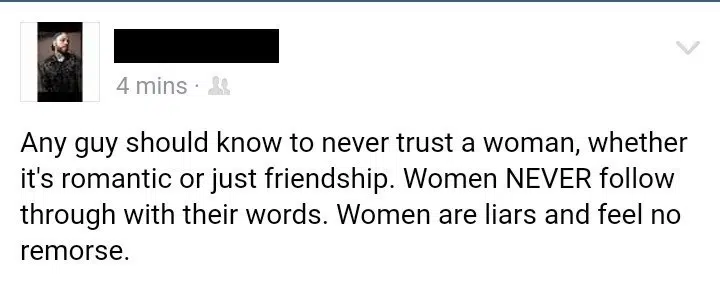 4 mins ·
Any guy should know to never trust a woman, whether
it's romantic or just friendship. Women NEVER follow
through with their words. Women are liars and feel no
remorse.